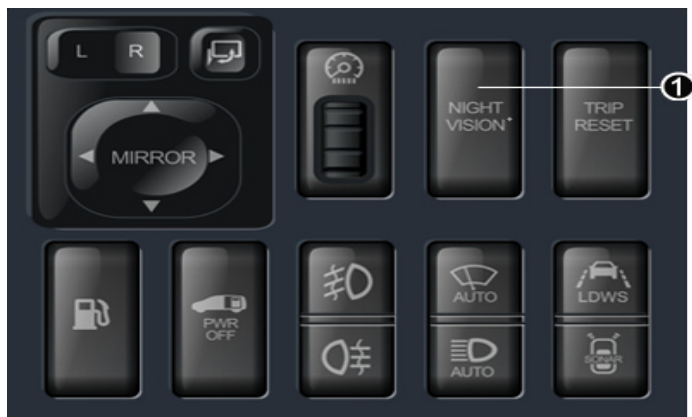 L R
MIRROR
NIGHT
VISION+
1
TRIP
RESET
PWR
OFF
AUTO
AUTO
LDWS
SONAR